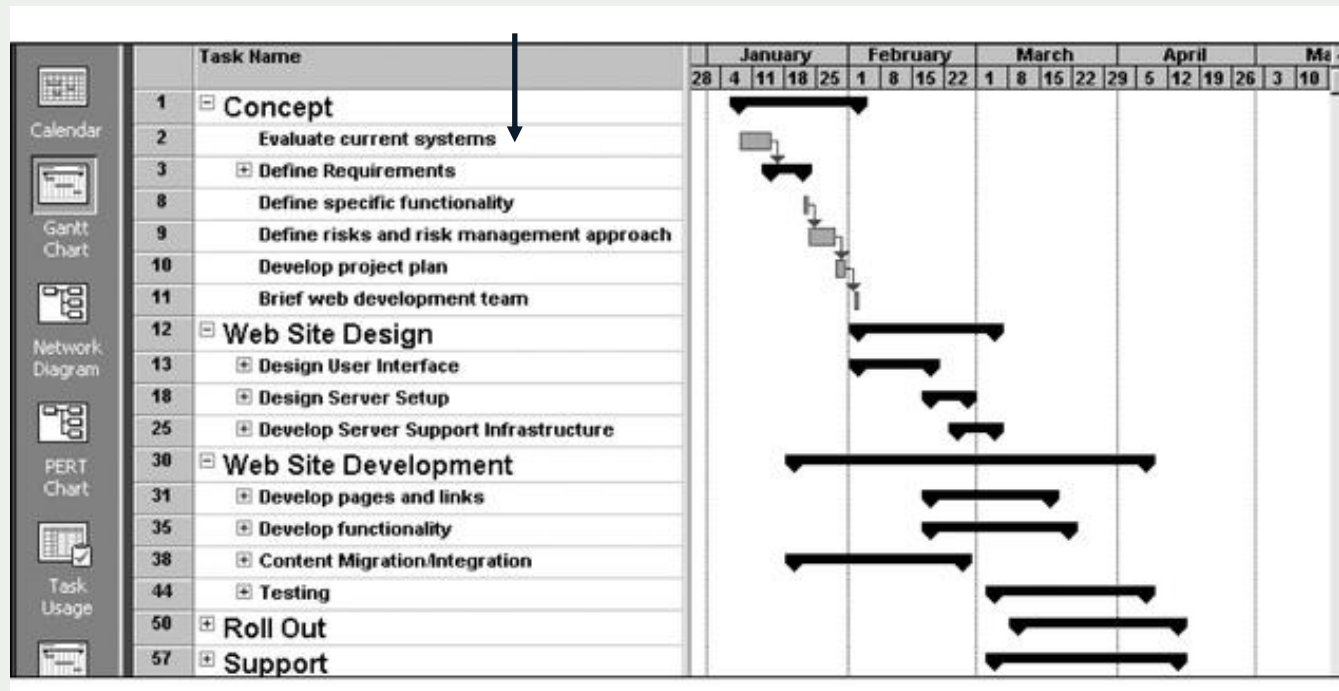 Task Name
January February March April Ma
28 4 11 18 25 1 8 15 22 1 8 15 22 29 5 12 19 26 3 10
1 Concept
2 Evaluate current systems
3 Define Requirements
8 Define specific functionality
9 Define risks and risk management approach
10 Develop project plan
11 Brief web development team
12 Web Site Design
13 Design User Interface
18 Design Server Setup
25 Develop Server Support Infrastructure
30 Web Site Development
31 Develop pages and links
35 Develop functionality
38 Content Migration/Integration
44 Testing
50 Roll Out
57 Support
Calendar
Gantt
Chart
Network
Diagram
PERT
Chart
Task
Usage